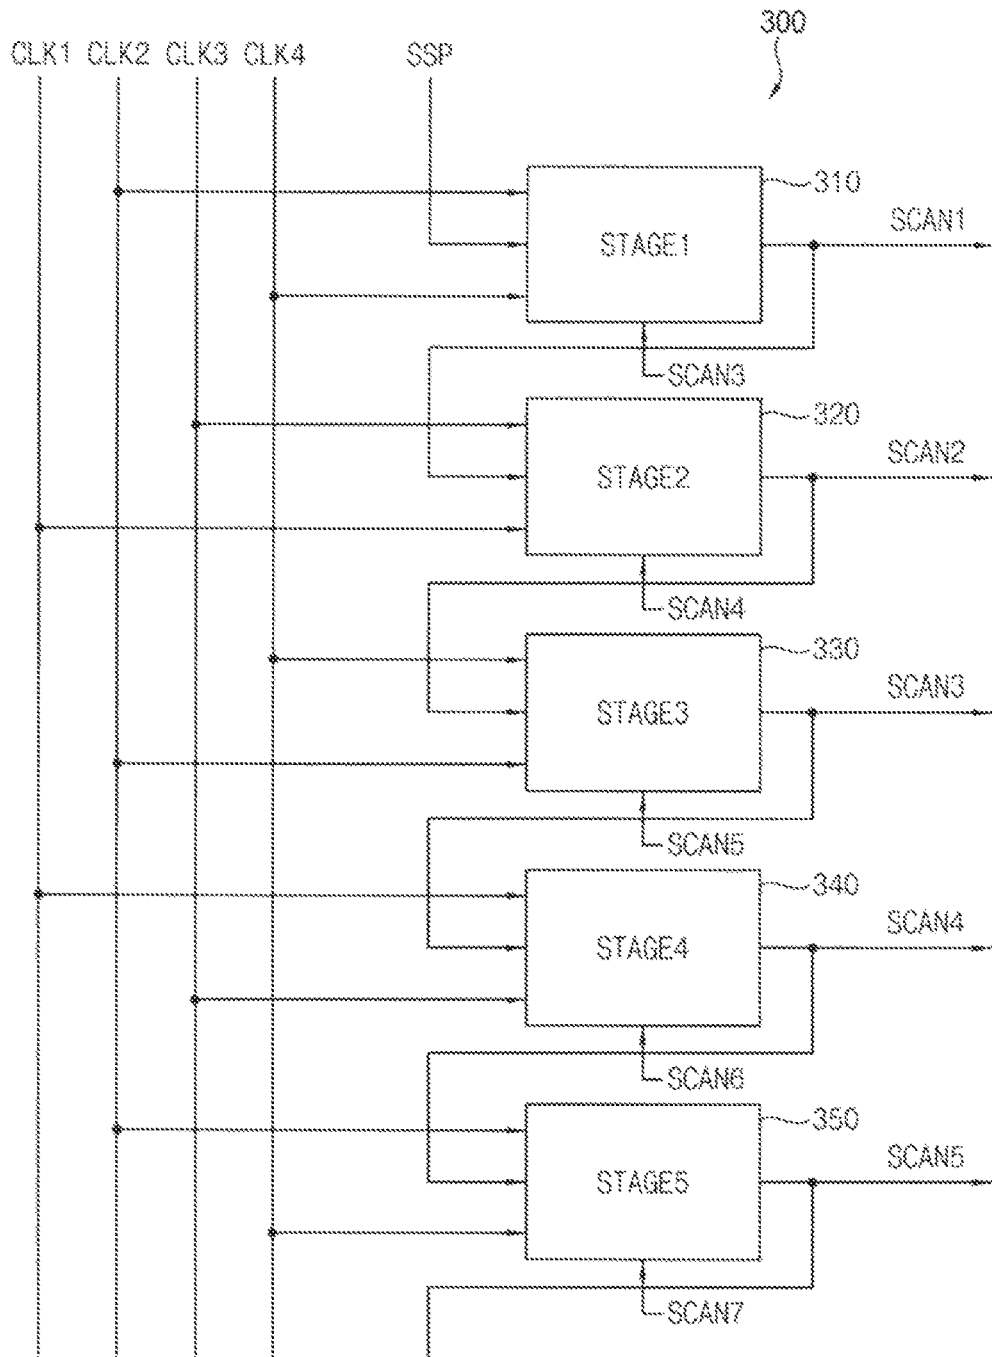 300
CLK1 CLK2 CLK3 CLK4 SSP
310
SCAN1
STAGE1
SCAN3
320
SCAN2
STAGE2
SCAN4
330
SCAN3
STAGE3
SCAN5
340
SCAN4
STAGE4
SCAN6
350
SCAN5
STAGE5
SCAN7